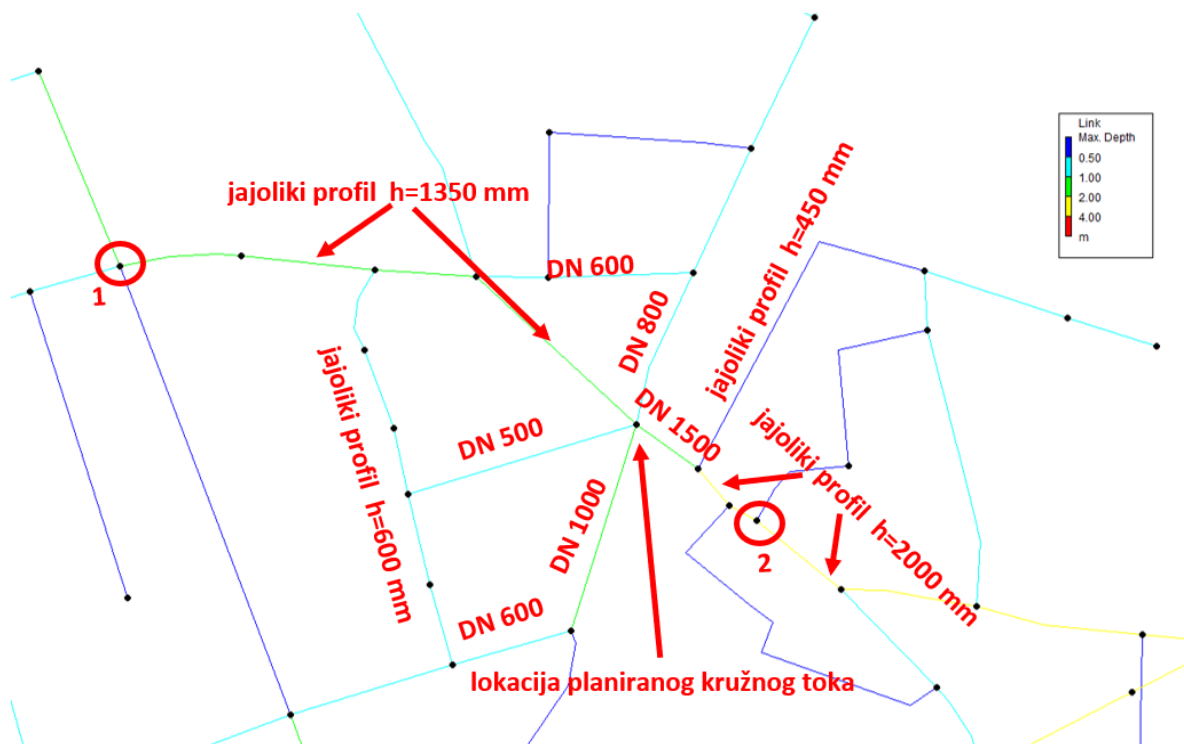 Link
Max. Depth
0.50
1.00
2.00
4.00
m
jajoliki profil h=1350 mm
1
DN 600
DN 800
jajoliki profil h=450 mm
DN 1500
jajoliki profil h=2000 mm
DN 500
jajoliki profil h=600 mm
DN 1000
2
DN 600
lokacija planiranog kružnog toka